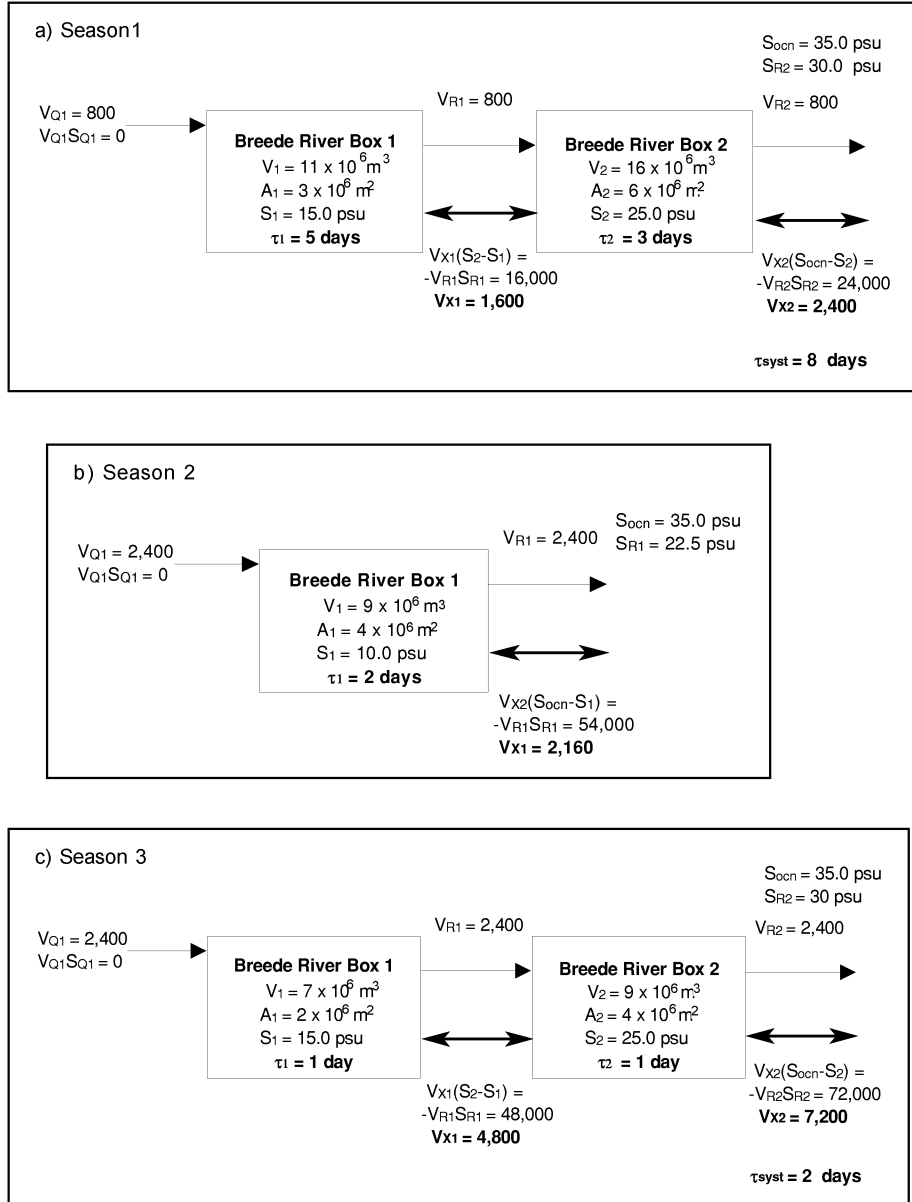 a) Season1
Socn = 35.0 psu
SR2 = 30.0 psu
VQ1 = 800
VQ1SQ1 = 0
VR1 = 800
VR2 = 800
Breede River Box 1
V1 = 11 x 10^6 m^3
A1 = 3 x 10^6 m^2
S1 = 15.0 psu
τ1 = 5 days
Breede River Box 2
V2 = 16 x 10^6 m^3
A2 = 6 x 10^6 m^2
S2 = 25.0 psu
τ2 = 3 days
VX1(S2-S1) =
-VR1SR1 = 16,000
VX1 = 1,600
VX2(Socn-S2) =
-VR2SR2 = 24,000
VX2 = 2,400
τsyst = 8 days
b) Season 2
Socn = 35.0 psu
SR1 = 22.5 psu
VQ1 = 2,400
VQ1SQ1 = 0
VR1 = 2,400
Breede River Box 1
V1 = 9 x 10^6 m^3
A1 = 4 x 10^6 m^2
S1 = 10.0 psu
τ1 = 2 days
VX2(Socn-S1) =
-VR1SR1 = 54,000
VX1 = 2,160
c) Season 3
Socn = 35.0 psu
SR2 = 30 psu
VQ1 = 2,400
VQ1SQ1 = 0
VR1 = 2,400
VR2 = 2,400
Breede River Box 1
V1 = 7 x 10^6 m^3
A1 = 2 x 10^6 m^2
S1 = 15.0 psu
τ1 = 1 day
Breede River Box 2
V2 = 9 x 10^6 m^3
A2 = 4 x 10^6 m^2
S2 = 25.0 psu
τ2 = 1 day
VX1(S2-S1) =
-VR1SR1 = 48,000
VX1 = 4,800
VX2(Socn-S2) =
-VR2SR2 = 72,000
VX2 = 7,200
τsyst = 2 days